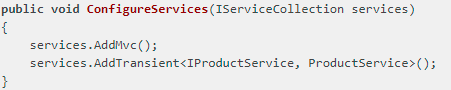 public void ConfigureServices(IServiceCollection services)
{
    services.AddMvc();
    services.AddTransient<IProductService, ProductService>();
}